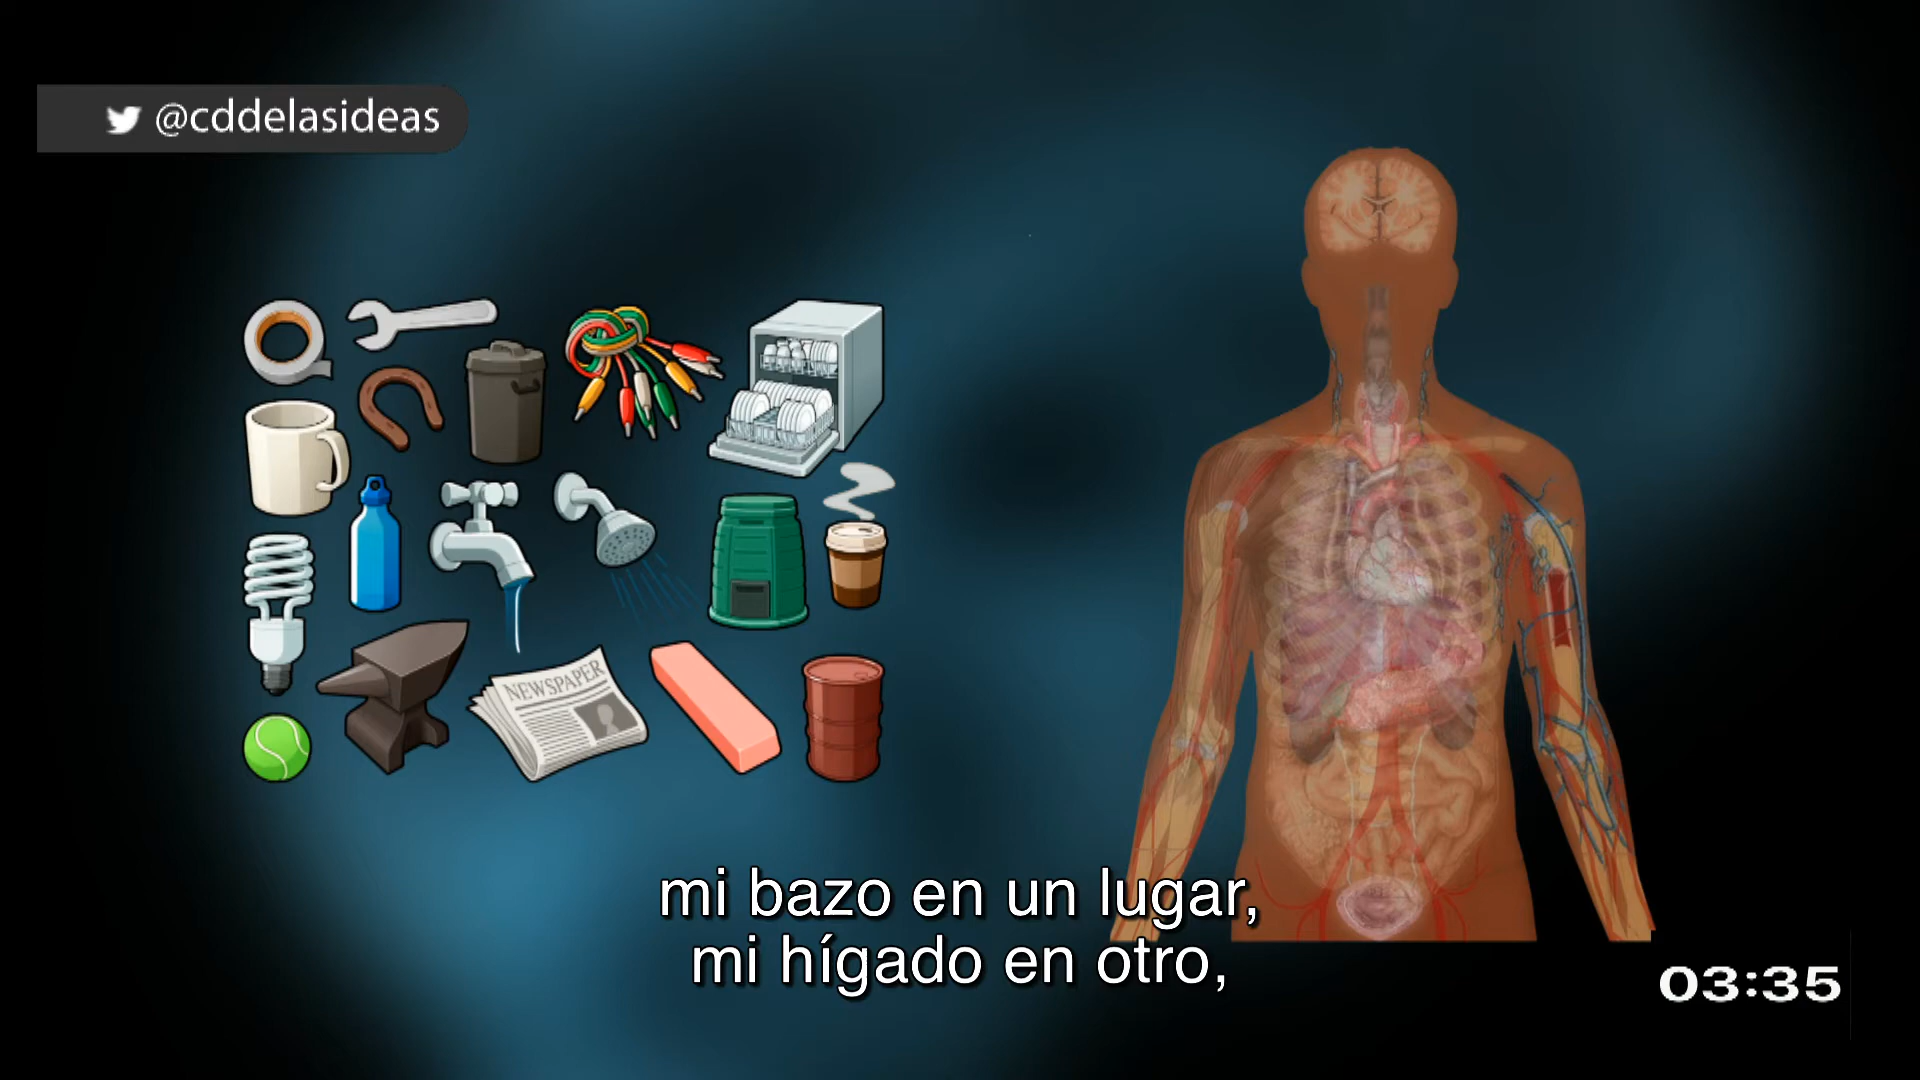 @cddelasideas
NEWSPAPER
mi bazo en un lugar,
mi hígado en otro,
03:35